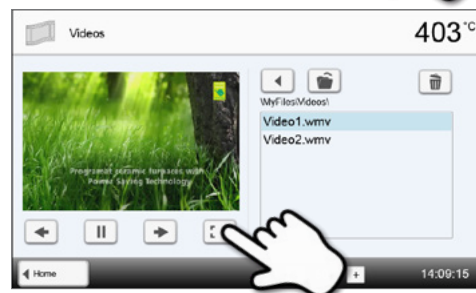 Videos
403 °C
\MyFiles\Videos\
Video1.wmv
Video2.wmv
Programat ceramic furnaces with
Power Saving Technology
Home
+
14:09:15